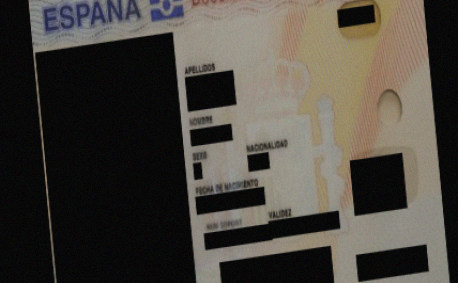 ESPAÑA
APELLIDOS
NOMBRE
SEXO
NACIONALIDAD
FECHA DE NACIMIENTO
VALIDEZ